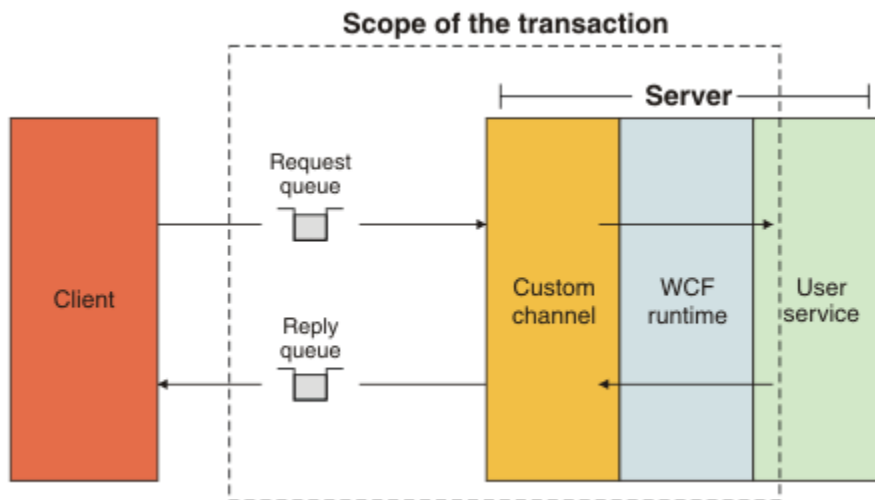 Scope of the transaction
Server
Request
queue
Client
Custom
channel
WCF
runtime
User
service
Reply
queue